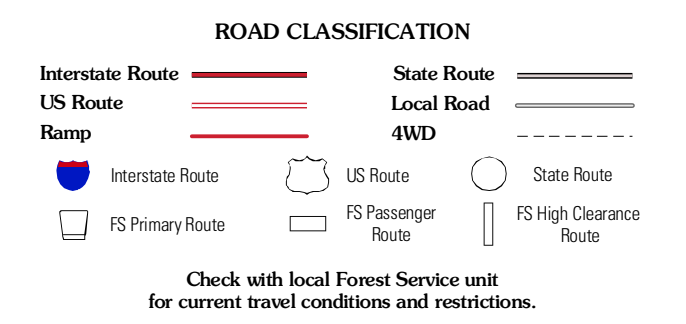 ROAD CLASSIFICATION
Interstate Route
State Route
US Route
Local Road
Ramp
4WD
Interstate Route
US Route
State Route
FS Primary Route
FS Passenger
Route
FS High Clearance
Route
Check with local Forest Service unit
for current travel conditions and restrictions.